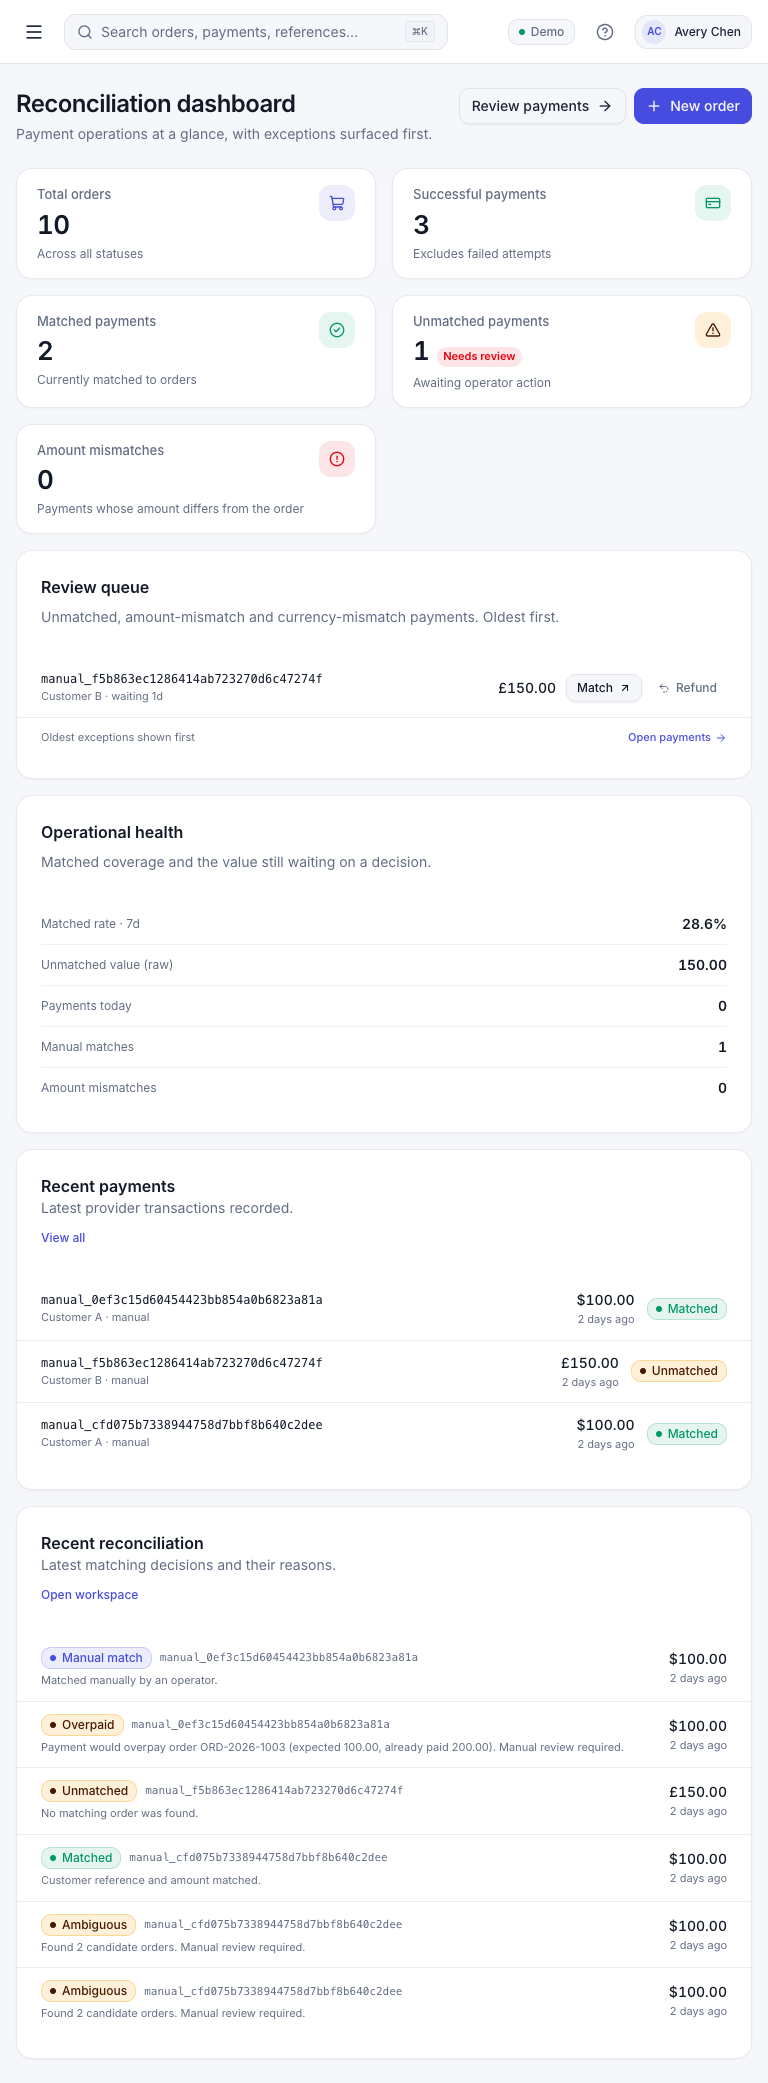 Search orders, payments, references...
⌘K
Demo
AC
Avery Chen
Reconciliation dashboard
Payment operations at a glance, with exceptions surfaced first.
Review payments
New order
Total orders
10
Across all statuses
Successful payments
3
Excludes failed attempts
Matched payments
2
Currently matched to orders
Unmatched payments
1 Needs review
Awaiting operator action
Amount mismatches
0
Payments whose amount differs from the order
Review queue
Unmatched, amount-mismatch and currency-mismatch payments. Oldest first.
manual_f5b863ec1286414ab723270d6c47274f
Customer B · waiting 1d
£150.00
Match
Refund
Oldest exceptions shown first
Open payments
Operational health
Matched coverage and the value still waiting on a decision.
Matched rate · 7d 28.6%
Unmatched value (raw) 150.00
Payments today 0
Manual matches 1
Amount mismatches 0
Recent payments
Latest provider transactions recorded.
View all
manual_0ef3c15d60454423bb854a0b6823a81a
Customer A · manual
$100.00
2 days ago
Matched
manual_f5b863ec1286414ab723270d6c47274f
Customer B · manual
£150.00
2 days ago
Unmatched
manual_cfd075b7338944758d7bbf8b640c2dee
Customer A · manual
$100.00
2 days ago
Matched
Recent reconciliation
Latest matching decisions and their reasons.
Open workspace
Manual match manual_0ef3c15d60454423bb854a0b6823a81a
Matched manually by an operator.
$100.00
2 days ago
Overpaid manual_0ef3c15d60454423bb854a0b6823a81a
Payment would overpay order ORD-2026-1003 (expected 100.00, already paid 200.00). Manual review required.
$100.00
2 days ago
Unmatched manual_f5b863ec1286414ab723270d6c47274f
No matching order was found.
£150.00
2 days ago
Matched manual_cfd075b7338944758d7bbf8b640c2dee
Customer reference and amount matched.
$100.00
2 days ago
Ambiguous manual_cfd075b7338944758d7bbf8b640c2dee
Found 2 candidate orders. Manual review required.
$100.00
2 days ago
Ambiguous manual_cfd075b7338944758d7bbf8b640c2dee
Found 2 candidate orders. Manual review required.
$100.00
2 days ago